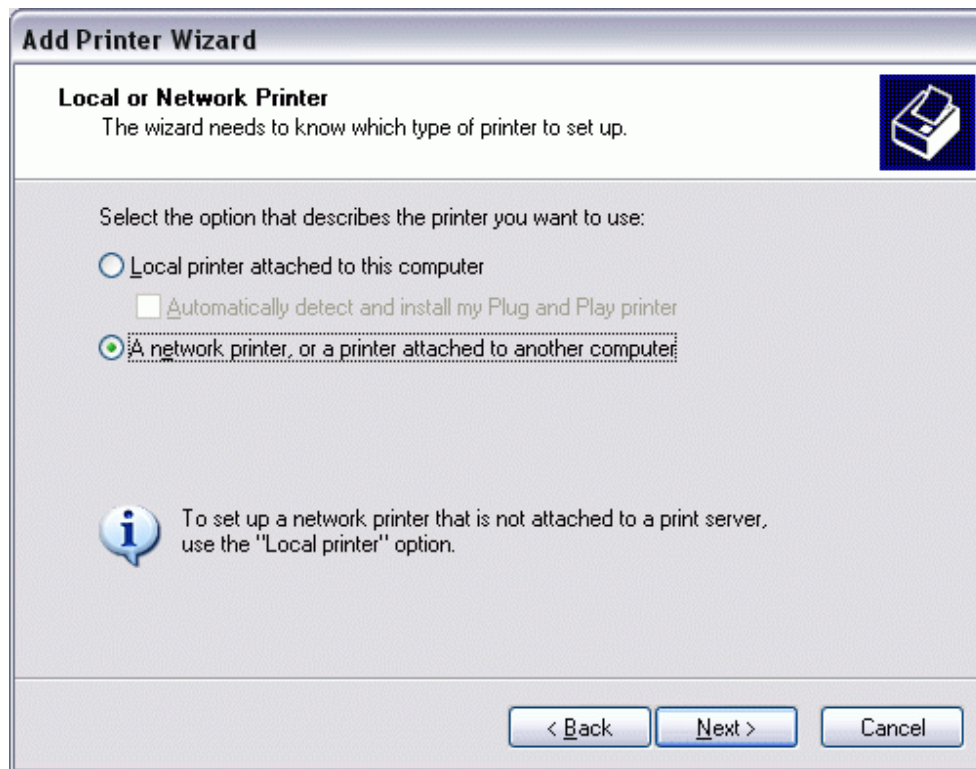 Add Printer Wizard
Local or Network Printer
The wizard needs to know which type of printer to set up.
Select the option that describes the printer you want to use:
Local printer attached to this computer
Automatically detect and install my Plug and Play printer
A network printer, or a printer attached to another computer
To set up a network printer that is not attached to a print server,
use the "Local printer" option.
< Back Next > Cancel